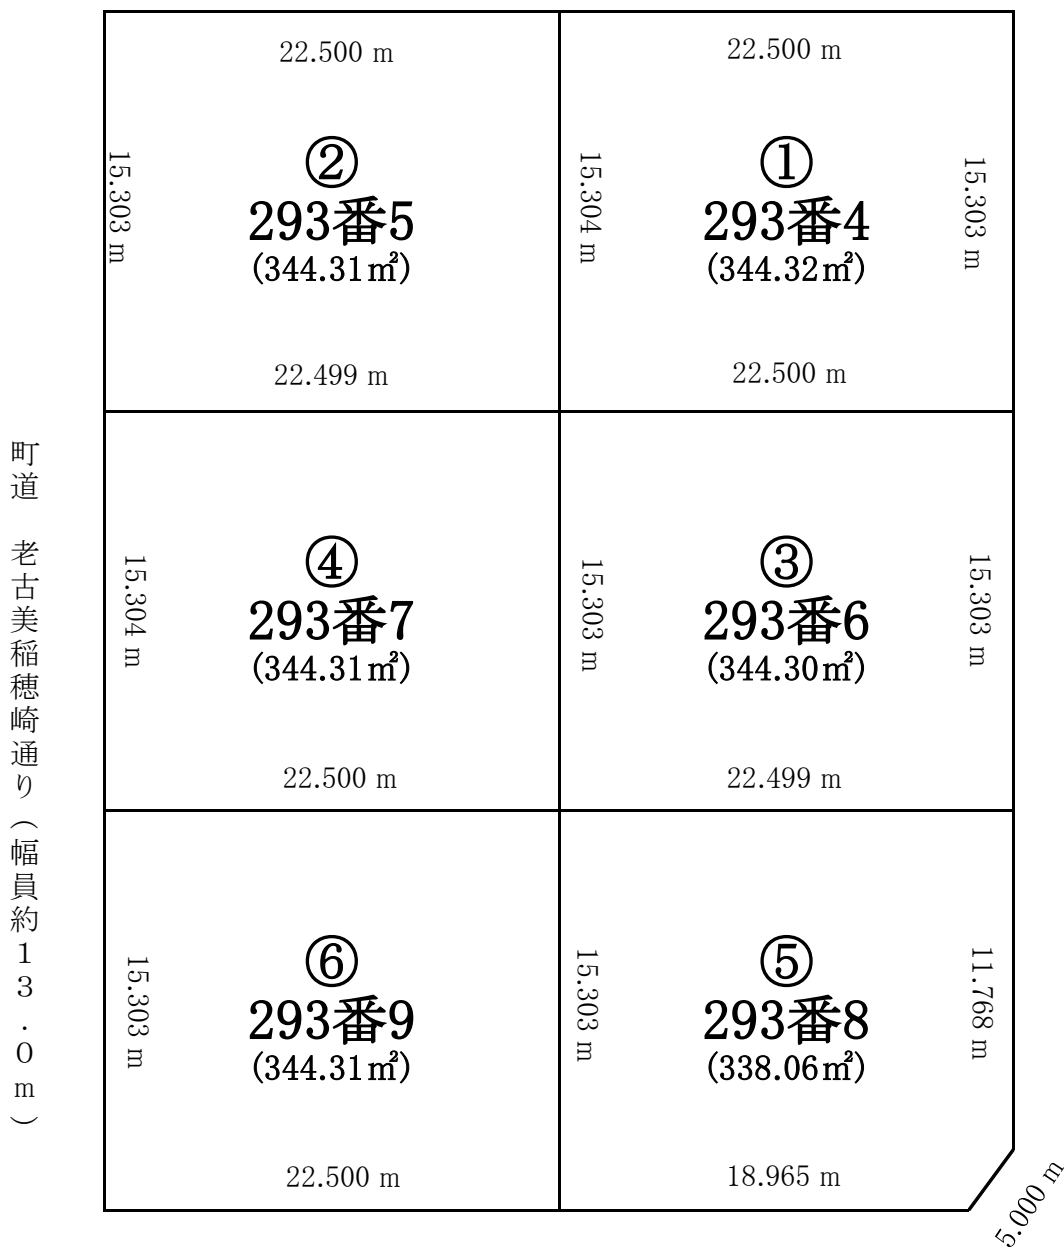 22.500 m
22.500 m
15.303 m
②
293番5
(344.31㎡)
15.304 m
①
293番4
(344.32㎡)
15.303 m
22.499 m
22.500 m
町道　老古美稲穂崎通り（幅員約１３．０ｍ）
15.304 m
④
293番7
(344.31㎡)
15.303 m
③
293番6
(344.30㎡)
15.303 m
22.500 m
22.499 m
15.303 m
⑥
293番9
(344.31㎡)
15.303 m
⑤
293番8
(338.06㎡)
11.768 m
22.500 m
18.965 m
5.000 m